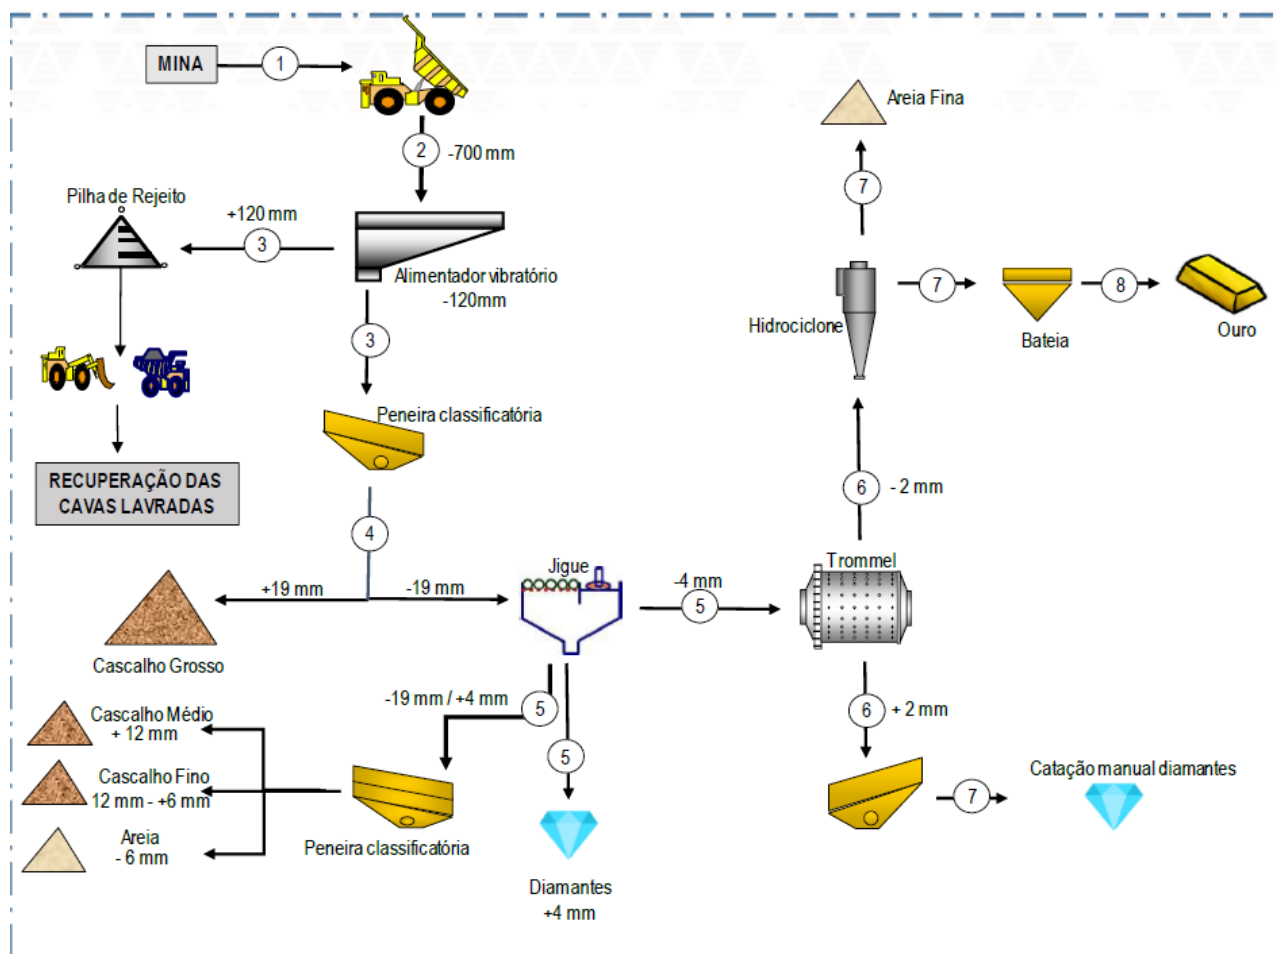 MINA
1
2
-700 mm
Areia Fina
7
Pilha de Rejeito
+120 mm
3
Alimentador vibratório
-120mm
3
Hidrociclone
7
Bateia
8
Ouro
Peneira classificatória
RECUPERAÇÃO DAS
CAVAS LAVRADAS
4
6
- 2 mm
+19 mm
-19 mm
Jigue
-4 mm
5
Trommel
Cascalho Grosso
-19 mm / +4 mm
5
5
6
+ 2 mm
Cascalho Médio
+ 12 mm
Cascalho Fino
12 mm - +6 mm
Areia
- 6 mm
Peneira classificatória
Diamantes
+4 mm
7
Catação manual diamantes